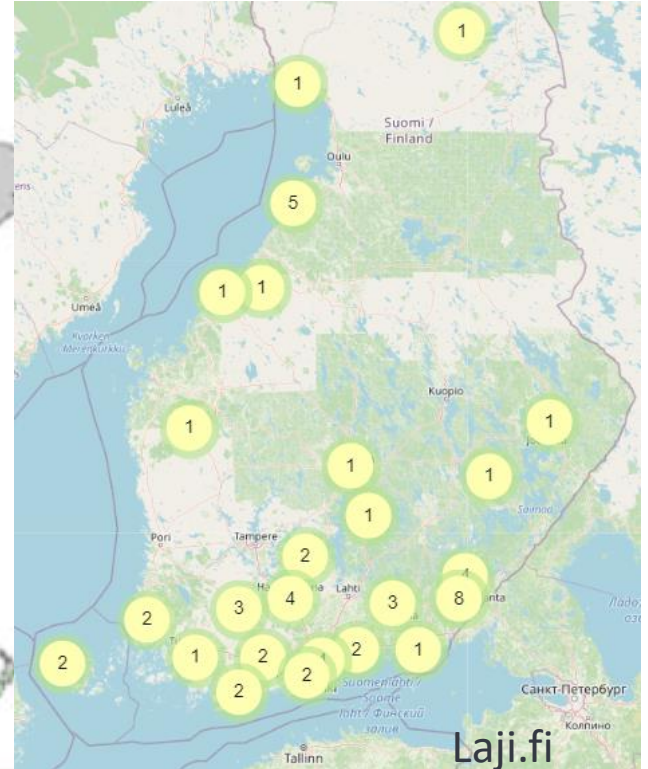 1
1
Luleå
Suomi /
Finland
Oulu
5
1
1
Umeå
Kvarken
Merenkurkku
Kuopio
1
1
1
1
1
Saimaa
Pori
Tampere
2
4
Lahti
3
4
3
8
2
2
1
2
2
1
2
2
Suomenlahti /
Soome
laht / Финский
залив
Санкт-Петербург
Колпино
Tallinn
Laji.fi